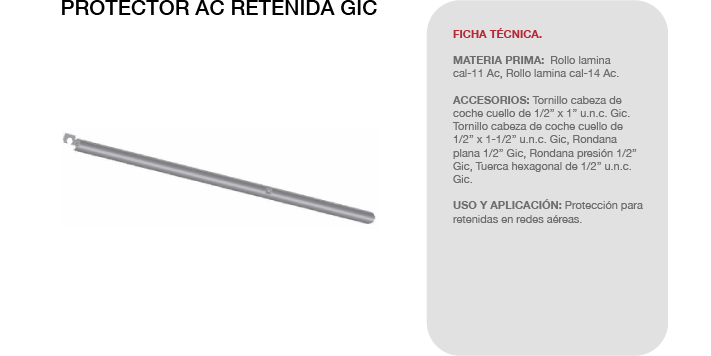 PROTECTOR AC RETENIDA GIC
FICHA TÉCNICA.
MATERIA PRIMA: Rollo lamina
cal-11 Ac, Rollo lamina cal-14 Ac.
ACCESORIOS: Tornillo cabeza de
coche cuello de 1/2” x 1” u.n.c. Gic.
Tornillo cabeza de coche cuello de
1/2” x 1-1/2” u.n.c. Gic, Rondana
plana 1/2” Gic, Rondana presión 1/2”
Gic, Tuerca hexagonal de 1/2” u.n.c.
Gic.
USO Y APLICACIÓN: Protección para
retenidas en redes aéreas.